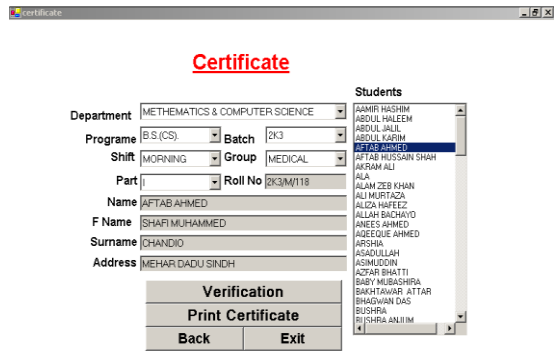 certificate
Certificate
Students
Department METHEMATICS & COMPUTER SCIENCE
Programe B.S.(CS). Batch 2K3
Shift MORNING Group MEDICAL
Part I Roll No 2K3/M/118
Name AFTAB AHMED
F Name SHAFI MUHAMMED
Surname CHANDIO
Address MEHAR DADU SINDH
Verification
Print Certificate
Back Exit
AAMIR HASHIM
ABDUL HALEEM
ABDUL JALIL
ABDUL KARIM
AFTAB AHMED
AFTAB HUSSAIN SHAH
AKRAM ALI
ALA
ALAM ZEB KHAN
ALI MURTAZA
ALIZA HAFEEZ
ALLAH BACHAYO
ANEES AHMED
AQEEQUE AHMED
ARSHIA
ASADULLAH
ASIMUDDIN
AZFAR BHATTI
BABY MUBASHIRA
BAKHTAWAR ATTAR
BHAGWAN DAS
BUSHRA
BUSHRA ANJUM